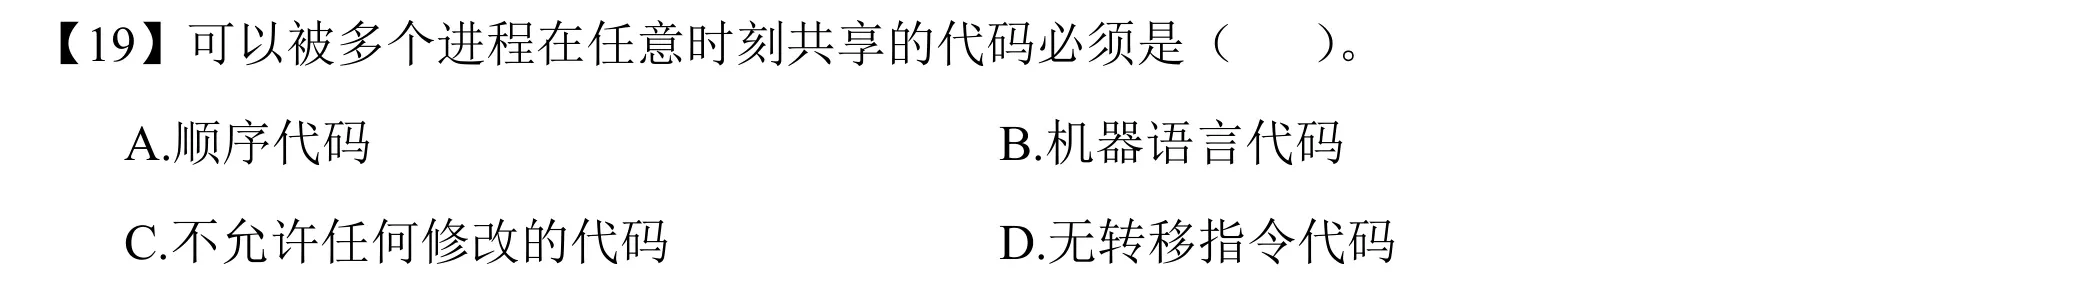 【19】可以被多个进程在任意时刻共享的代码必须是（　　）。
A.顺序代码　　B.机器语言代码
C.不允许任何修改的代码　　D.无转移指令代码